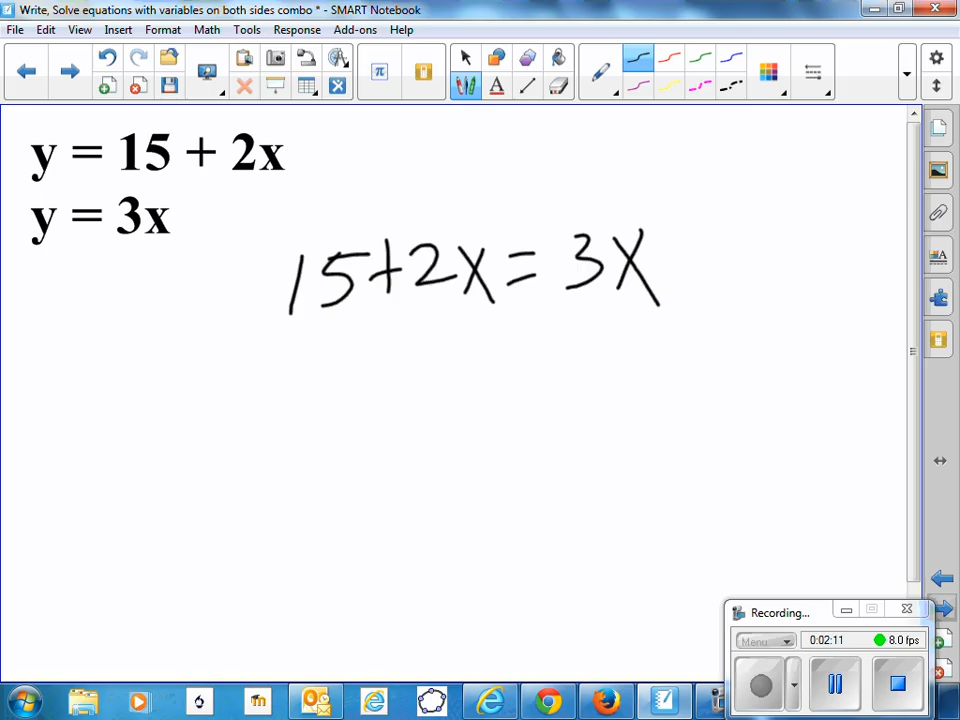 Write, Solve equations with variables on both sides combo * - SMART Notebook
File Edit View Insert Format Math Tools Response Add-ons Help
y = 15 + 2x
y = 3x
15+2x = 3x
Recording...
Menu 0:02:11 8.0 fps